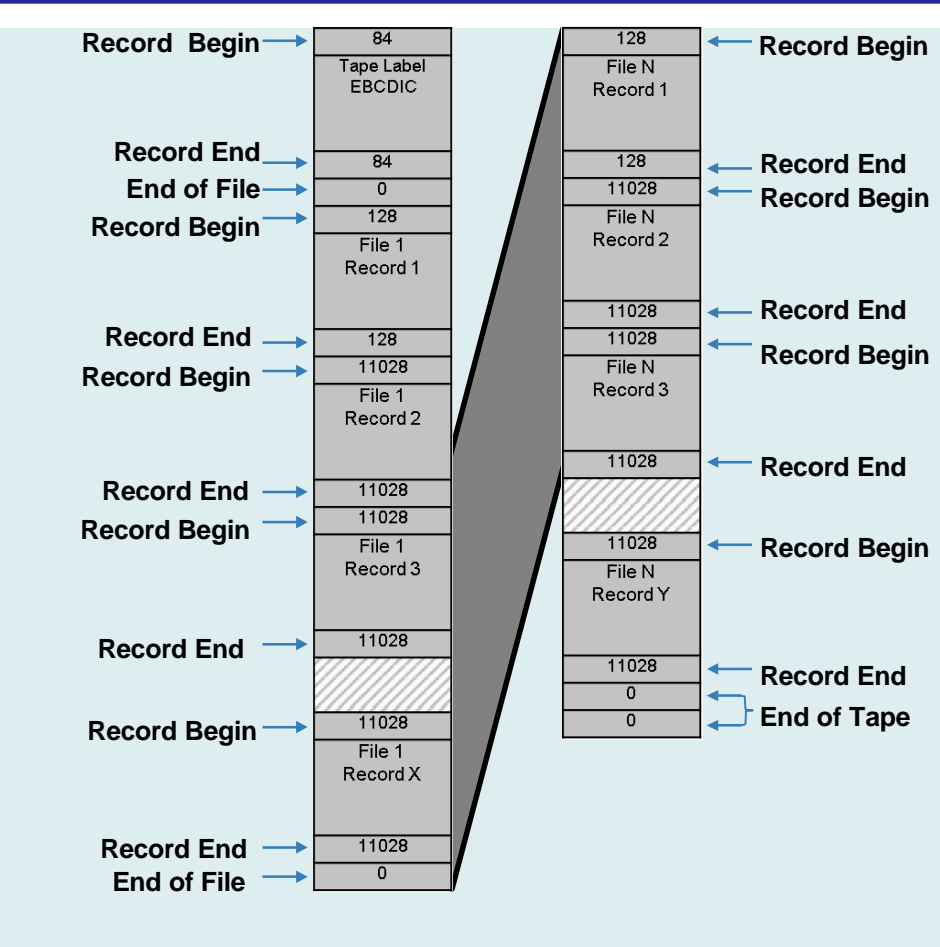 Record Begin
84
Tape Label
EBCDIC
Record End
84
End of File
0
Record Begin
128
File 1
Record 1
Record End
128
Record Begin
11028
File 1
Record 2
Record End
11028
Record Begin
11028
File 1
Record 3
Record End
11028
Record Begin
11028
File 1
Record X
Record End
11028
End of File
0
128
Record Begin
File N
Record 1
128
Record End
11028
Record Begin
File N
Record 2
11028
Record End
11028
Record Begin
File N
Record 3
11028
Record End
11028
Record Begin
File N
Record Y
11028
Record End
0
End of Tape
0